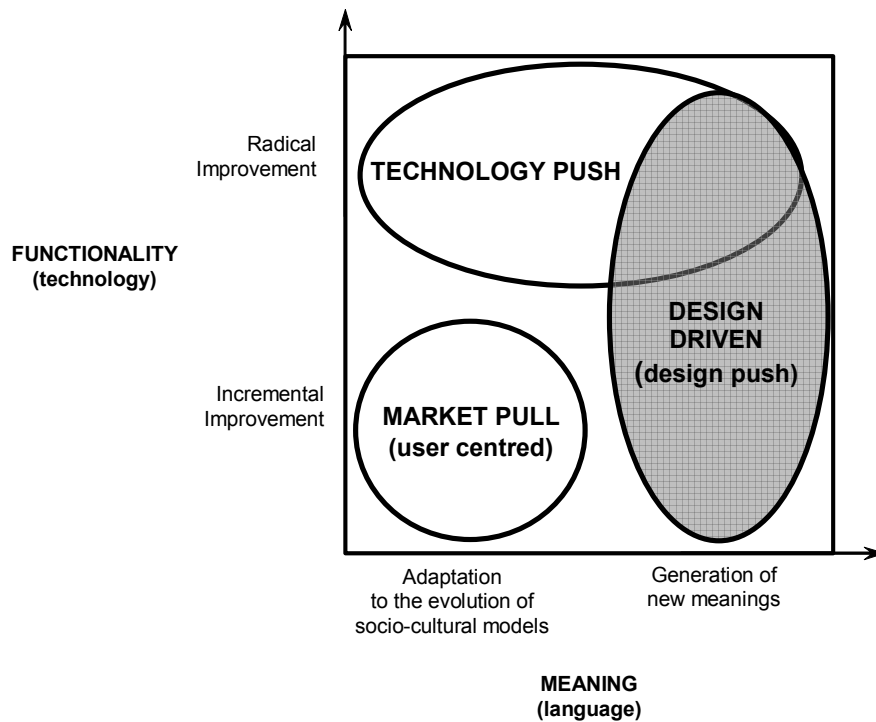 Radical
Improvement
TECHNOLOGY PUSH
FUNCTIONALITY
(technology)
DESIGN
DRIVEN
(design push)
Incremental
Improvement
MARKET PULL
(user centred)
Adaptation
to the evolution of
socio-cultural models
Generation of
new meanings
MEANING
(language)